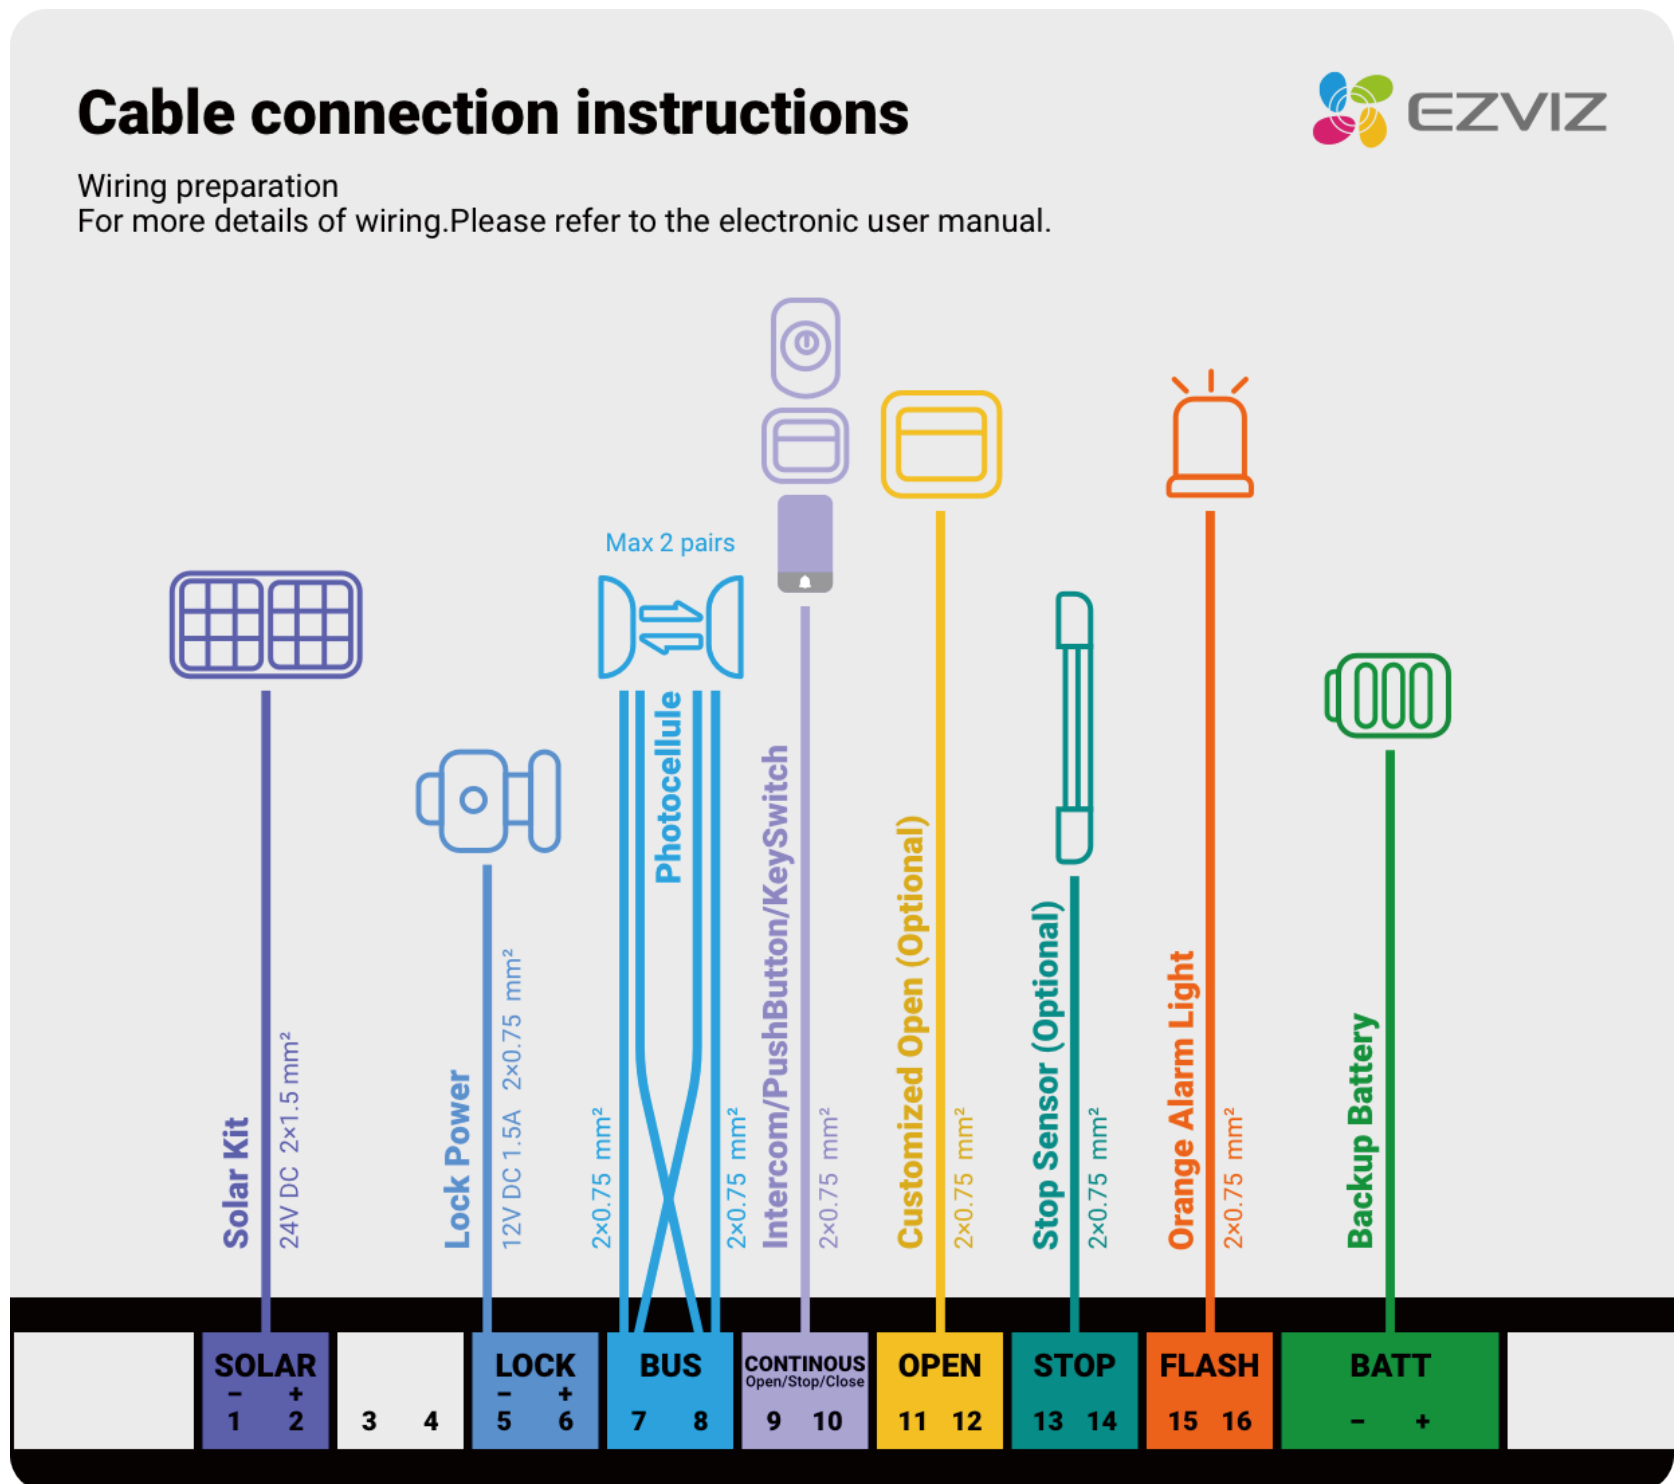 Cable connection instructions
EZVIZ
Wiring preparation
For more details of wiring.Please refer to the electronic user manual.
Max 2 pairs
Solar Kit
24V DC 2×1.5 mm²
Lock Power
12V DC 1.5A 2×0.75 mm²
2×0.75 mm²
Photocellule
2×0.75 mm²
Intercom/PushButton/KeySwitch
2×0.75 mm²
Customized Open (Optional)
2×0.75 mm²
Stop Sensor (Optional)
2×0.75 mm²
Orange Alarm Light
2×0.75 mm²
Backup Battery
SOLAR
− +
1 2
3 4
LOCK
− +
5 6
BUS
7 8
CONTINOUS
Open/Stop/Close
9 10
OPEN
11 12
STOP
13 14
FLASH
15 16
BATT
− +